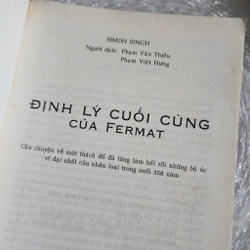 SIMON SINGH
Người dịch: Phạm Văn Thiều
Phạm Việt Hưng
ĐỊNH LÝ CUỐI CÙNG
CỦA FERMAT
Câu chuyện về một thách đố đã từng làm bối rối những bộ óc
vĩ đại nhất của nhân loại trong suốt 358 năm